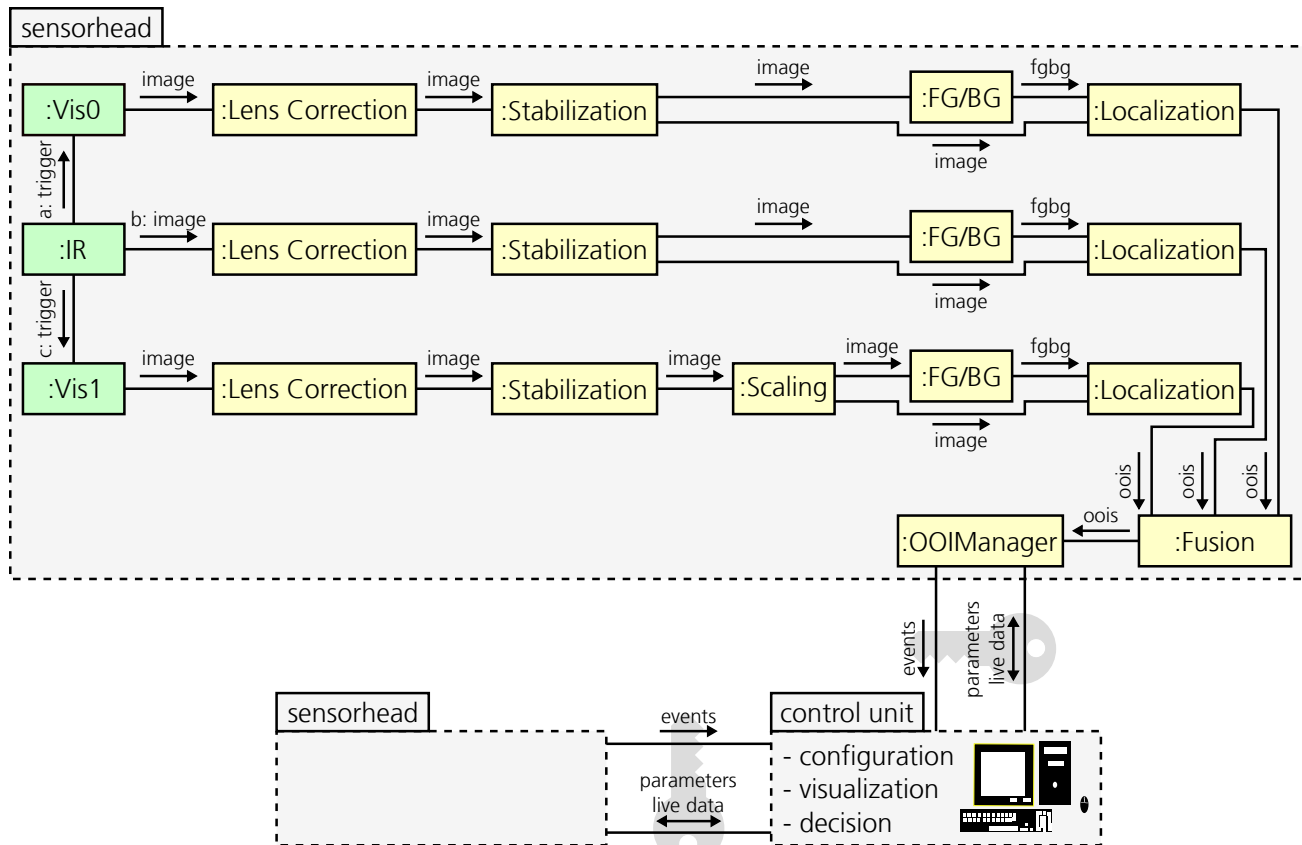 sensorhead
image
image
image
fgbg
:Vis0
:Lens Correction
:Stabilization
:FG/BG
:Localization
image
a: trigger
b: image
image
image
fgbg
:IR
:Lens Correction
:Stabilization
:FG/BG
:Localization
image
c: trigger
image
image
image
image
fgbg
:Vis1
:Lens Correction
:Stabilization
:Scaling
:FG/BG
:Localization
image
oois
oois
oois
oois
:OOIManager
:Fusion
events
parameters
live data
sensorhead
events
parameters
live data
control unit
- configuration
- visualization
- decision